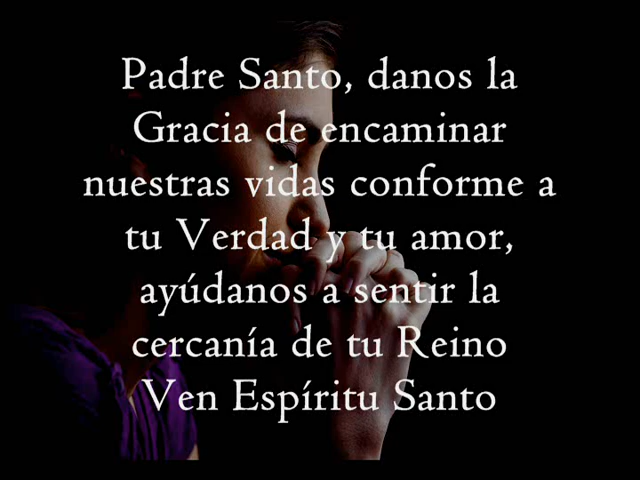 Padre Santo, danos la
Gracia de encaminar
nuestras vidas conforme a
tu Verdad y tu amor,
ayúdanos a sentir la
cercanía de tu Reino
Ven Espíritu Santo